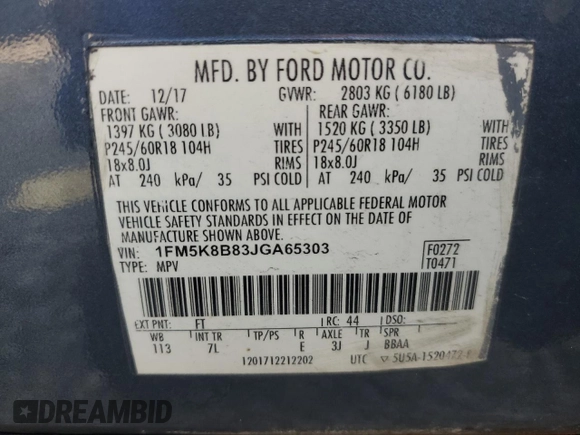 MFD. BY FORD MOTOR CO.
DATE: 12/17 GVWR: 2803 KG ( 6180 LB)
FRONT GAWR: REAR GAWR:
1397 KG ( 3080 LB) WITH 1520 KG ( 3350 LB) WITH
P245/60R18 104H TIRES P245/60R18 104H TIRES
18x8.0J RIMS 18x8.0J RIMS
AT 240 kPa/ 35 PSI COLD AT 240 kPa/ 35 PSI COLD
THIS VEHICLE CONFORMS TO ALL APPLICABLE FEDERAL MOTOR
VEHICLE SAFETY STANDARDS IN EFFECT ON THE DATE OF
MANUFACTURE SHOWN ABOVE.
VIN: 1FM5K8B83JGA65303 F0272
TYPE: MPV T0471
EXT PNT: FT RC: 44 DSO:
WB INT TR TP/PS R AXLE TR SPR
113 7L E 3J J BBAA
1201712212202 UTC
DREAMBID